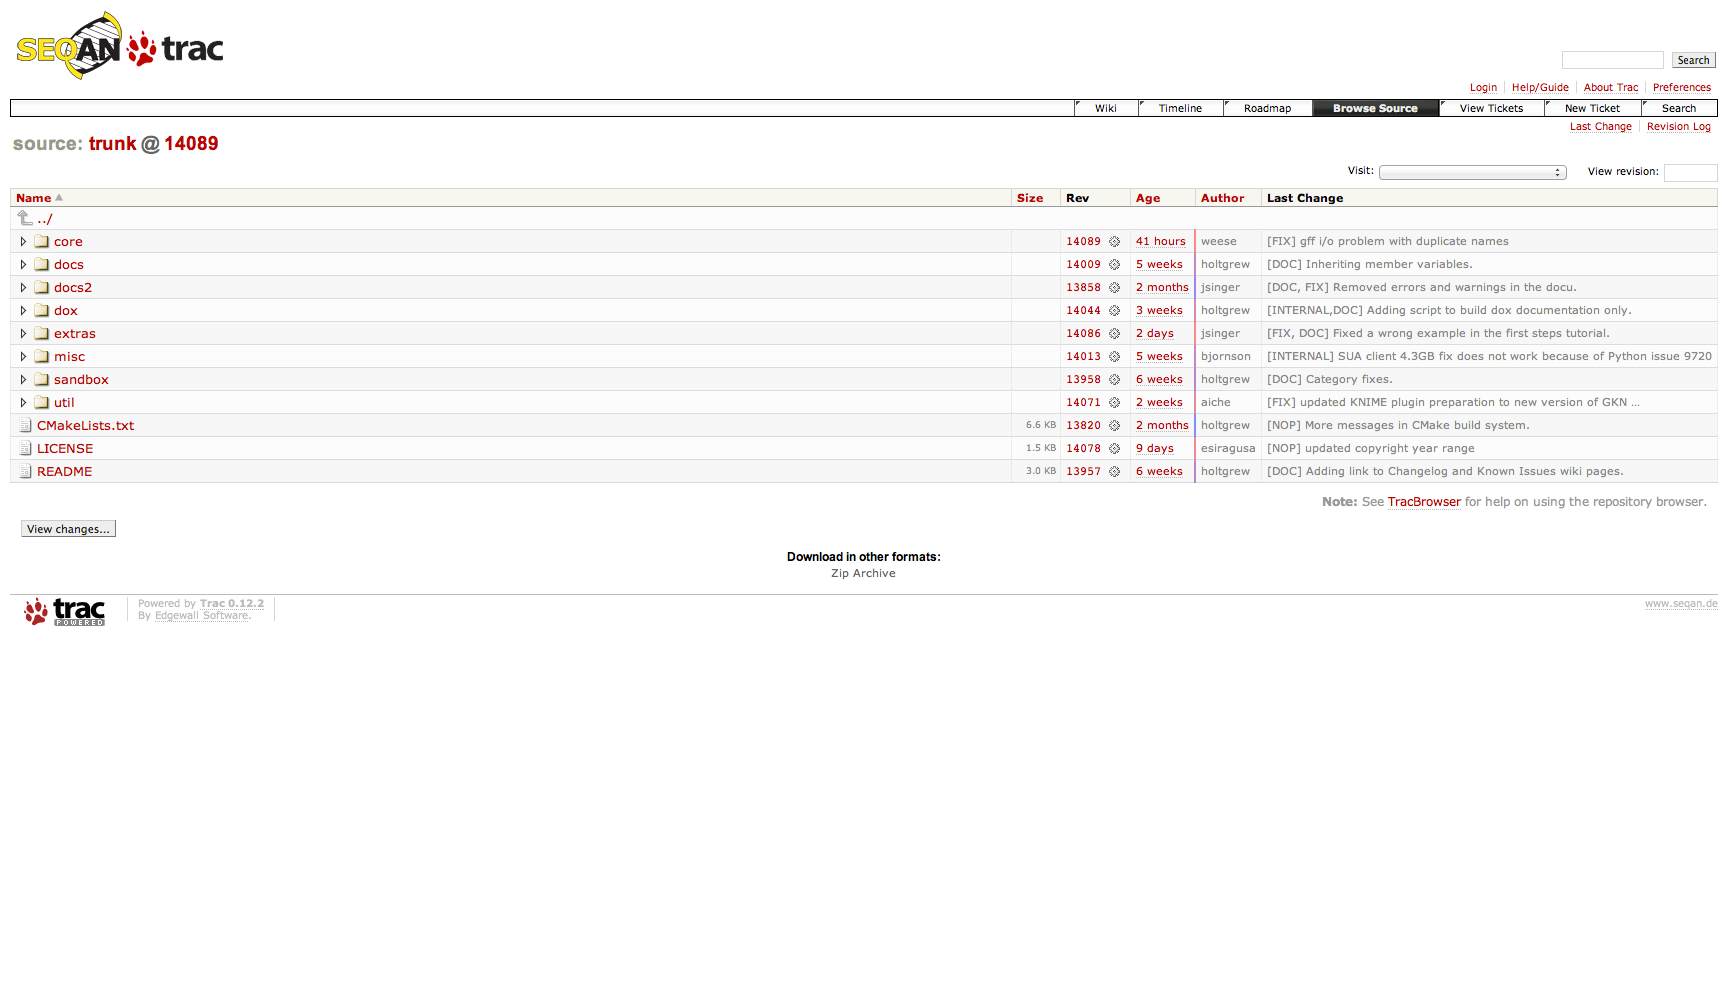 SEQAN trac
Search
Login Help/Guide About Trac Preferences
Wiki Timeline Roadmap Browse Source View Tickets New Ticket Search
Last Change Revision Log
source: trunk @ 14089
Visit: View revision:
Name Size Rev Age Author Last Change
../
core 14089 41 hours weese [FIX] gff i/o problem with duplicate names
docs 14009 5 weeks holtgrew [DOC] Inheriting member variables.
docs2 13858 2 months jsinger [DOC, FIX] Removed errors and warnings in the docu.
dox 14044 3 weeks holtgrew [INTERNAL,DOC] Adding script to build dox documentation only.
extras 14086 2 days jsinger [FIX, DOC] Fixed a wrong example in the first steps tutorial.
misc 14013 5 weeks bjornson [INTERNAL] SUA client 4.3GB fix does not work because of Python issue 9720
sandbox 13958 6 weeks holtgrew [DOC] Category fixes.
util 14071 2 weeks aiche [FIX] updated KNIME plugin preparation to new version of GKN ...
CMakeLists.txt 6.6 KB 13820 2 months holtgrew [NOP] More messages in CMake build system.
LICENSE 1.5 KB 14078 9 days esiragusa [NOP] updated copyright year range
README 3.0 KB 13957 6 weeks holtgrew [DOC] Adding link to Changelog and Known Issues wiki pages.
Note: See TracBrowser for help on using the repository browser.
View changes...
Download in other formats:
Zip Archive
trac POWERED
Powered by Trac 0.12.2
By Edgewall Software.
www.seqan.de